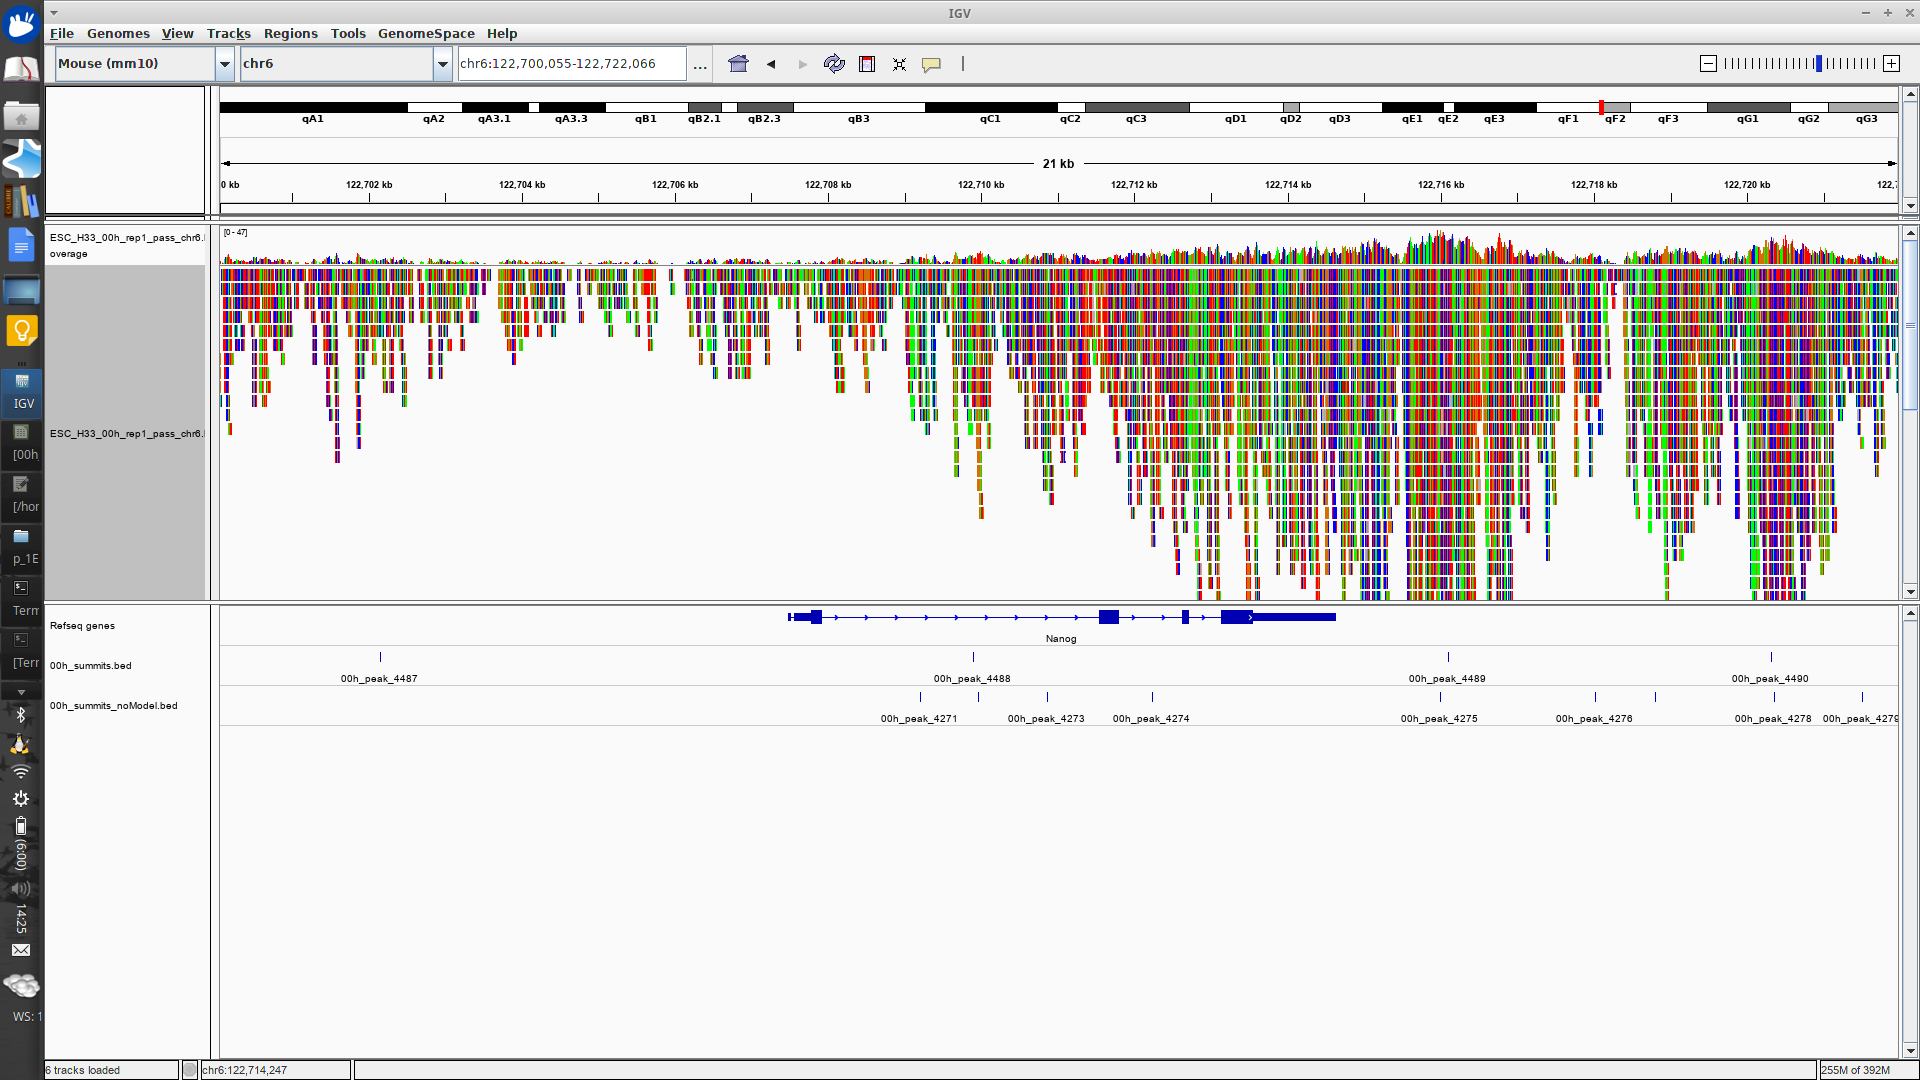 IGV
File Genomes View Tracks Regions Tools GenomeSpace Help
Mouse (mm10) chr6 chr6:122,700,055-122,722,066 ...
qA1 qA2 qA3.1 qA3.3 qB1 qB2.1 qB2.3 qB3 qC1 qC2 qC3 qD1 qD2 qD3 qE1 qE2 qE3 qF1 qF2 qF3 qG1 qG2 qG3
21 kb
0 kb 122,702 kb 122,704 kb 122,706 kb 122,708 kb 122,710 kb 122,712 kb 122,714 kb 122,716 kb 122,718 kb 122,720 kb 122,7
[0 - 47]
ESC_H33_00h_rep1_pass_chr6.
overage
ESC_H33_00h_rep1_pass_chr6.
Refseq genes
Nanog
00h_summits.bed
00h_peak_4487 00h_peak_4488 00h_peak_4489 00h_peak_4490
00h_summits_noModel.bed
00h_peak_4271 00h_peak_4273 00h_peak_4274 00h_peak_4275 00h_peak_4276 00h_peak_4278 00h_peak_4279
6 tracks loaded chr6:122,714,247 255M of 392M
CALIBRE
IGV
[00h
[/hor
p_1E
Term
[Terr
(6:00)
14:25
WS: 1